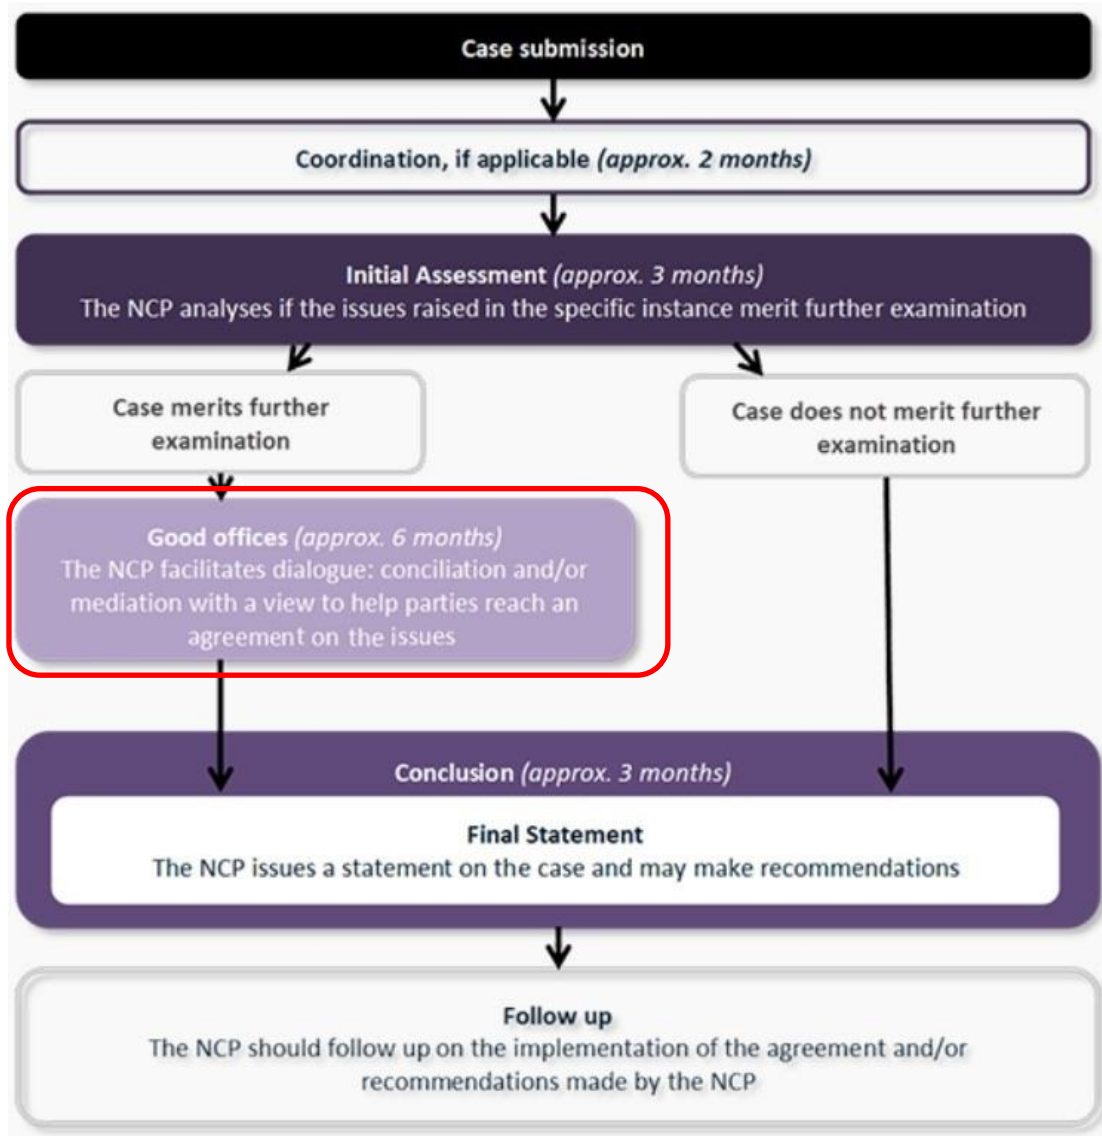 Case submission
Coordination, if applicable (approx. 2 months)
Initial Assessment (approx. 3 months)
The NCP analyses if the issues raised in the specific instance merit further examination
Case merits further
examination
Case does not merit further
examination
Good offices (approx. 6 months)
The NCP facilitates dialogue: conciliation and/or
mediation with a view to help parties reach an
agreement on the issues
Conclusion (approx. 3 months)
Final Statement
The NCP issues a statement on the case and may make recommendations
Follow up
The NCP should follow up on the implementation of the agreement and/or
recommendations made by the NCP